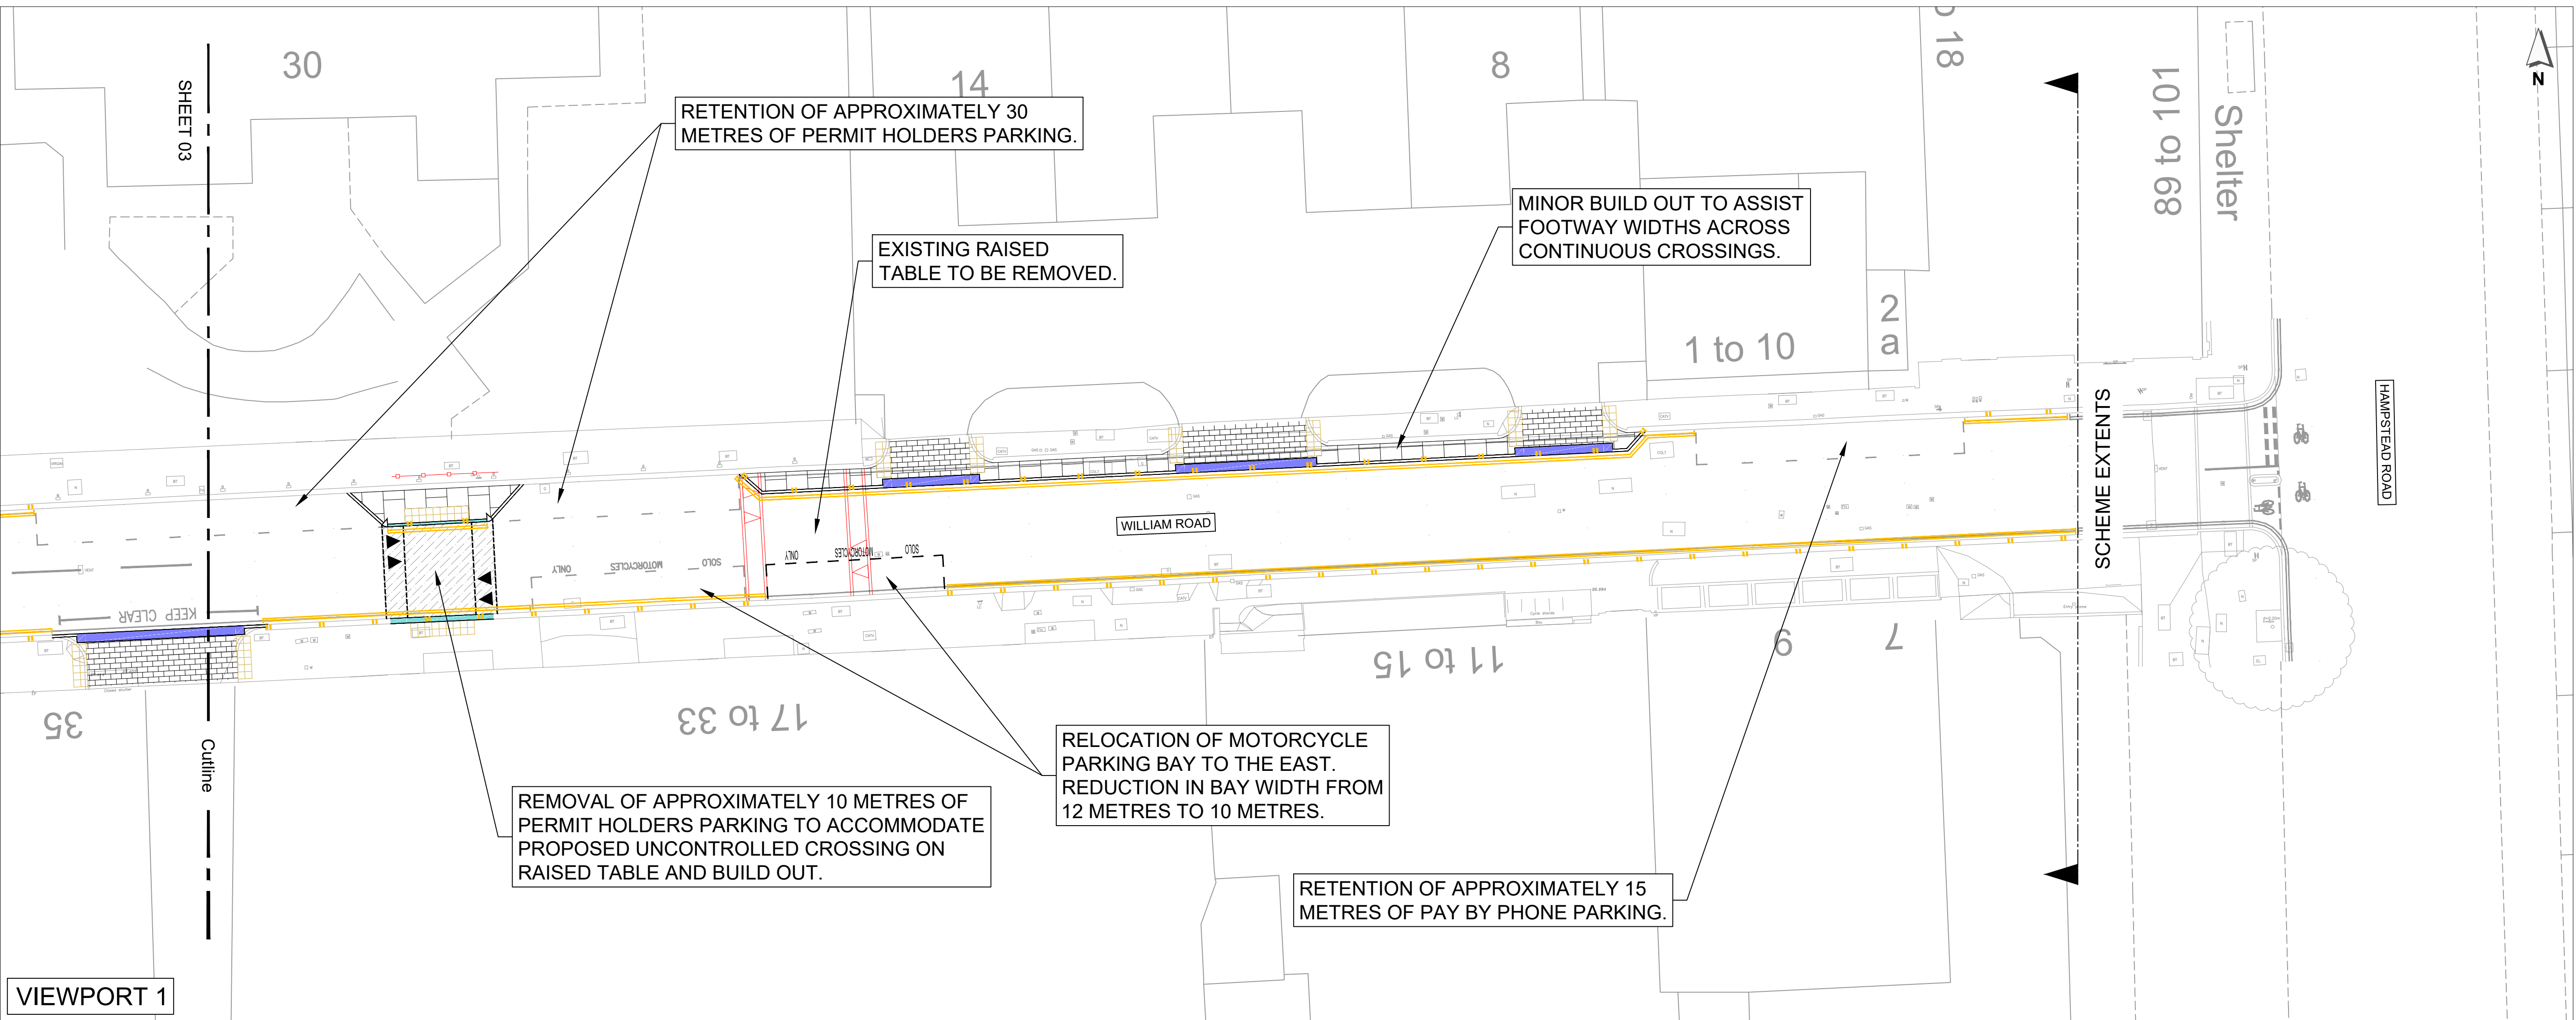 SHEET 03
30
14
8
18
89 to 101
Shelter
N
RETENTION OF APPROXIMATELY 30
METRES OF PERMIT HOLDERS PARKING.
EXISTING RAISED
TABLE TO BE REMOVED.
MINOR BUILD OUT TO ASSIST
FOOTWAY WIDTHS ACROSS
CONTINUOUS CROSSINGS.
1 to 10
2
a
SCHEME EXTENTS
HAMPSTEAD ROAD
WILLIAM ROAD
SOLO
MOTORCYCLES
ONLY
SOLO
MOTORCYCLES
ONLY
KEEP CLEAR
35
Cutline
17 to 33
11 to 15
9
7
RELOCATION OF MOTORCYCLE
PARKING BAY TO THE EAST.
REDUCTION IN BAY WIDTH FROM
12 METRES TO 10 METRES.
REMOVAL OF APPROXIMATELY 10 METRES OF
PERMIT HOLDERS PARKING TO ACCOMMODATE
PROPOSED UNCONTROLLED CROSSING ON
RAISED TABLE AND BUILD OUT.
RETENTION OF APPROXIMATELY 15
METRES OF PAY BY PHONE PARKING.
VIEWPORT 1